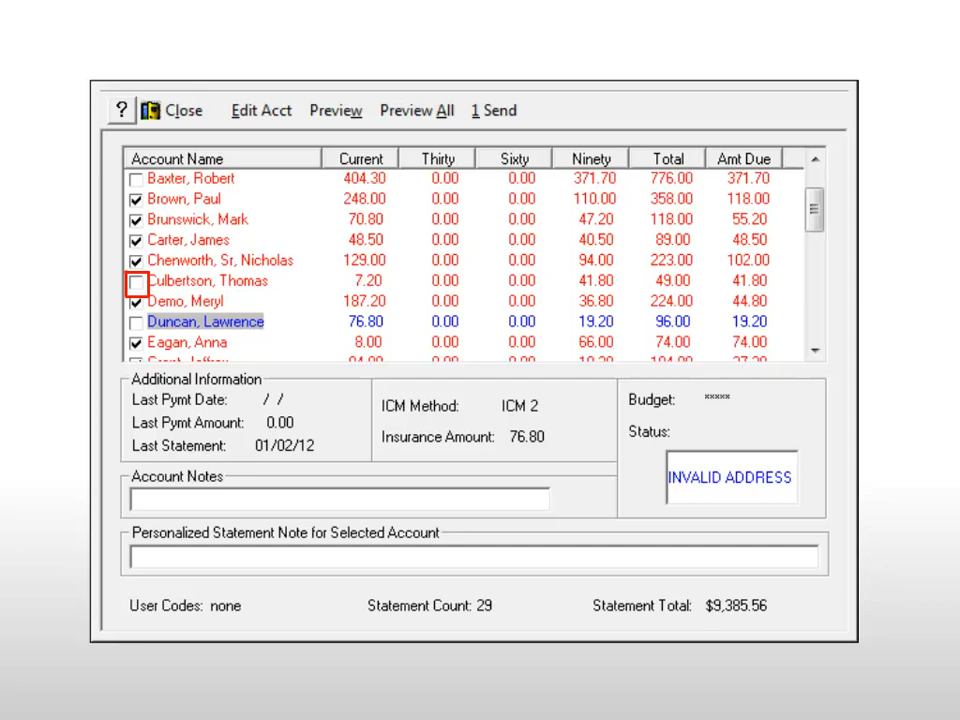 ? Close Edit Acct Preview Preview All 1 Send
Account Name Current Thirty Sixty Ninety Total Amt Due
Baxter, Robert 404.30 0.00 0.00 371.70 776.00 371.70
Brown, Paul 248.00 0.00 0.00 110.00 358.00 118.00
Brunswick, Mark 70.80 0.00 0.00 47.20 118.00 55.20
Carter, James 48.50 0.00 0.00 40.50 89.00 48.50
Chenworth, Sr, Nicholas 129.00 0.00 0.00 94.00 223.00 102.00
Culbertson, Thomas 7.20 0.00 0.00 41.80 49.00 41.80
Demo, Meryl 187.20 0.00 0.00 36.80 224.00 44.80
Duncan, Lawrence 76.80 0.00 0.00 19.20 96.00 19.20
Eagan, Anna 8.00 0.00 0.00 66.00 74.00 74.00
Additional Information
Last Pymt Date: / /
Last Pymt Amount: 0.00
Last Statement: 01/02/12
ICM Method: ICM 2
Insurance Amount: 76.80
Budget: *****
Status:
INVALID ADDRESS
Account Notes
Personalized Statement Note for Selected Account
User Codes: none Statement Count: 29 Statement Total: $9,385.56